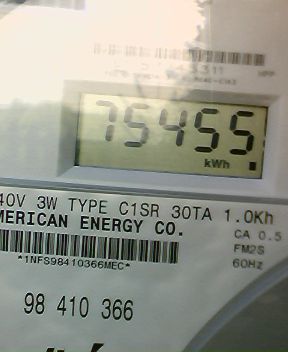 75455
kWh
40V 3W TYPE C1SR 30TA 1.0Kh
MERICAN ENERGY CO.
CA 0.5
*1NFS98410366MEC*
FM2S
60Hz
98 410 366